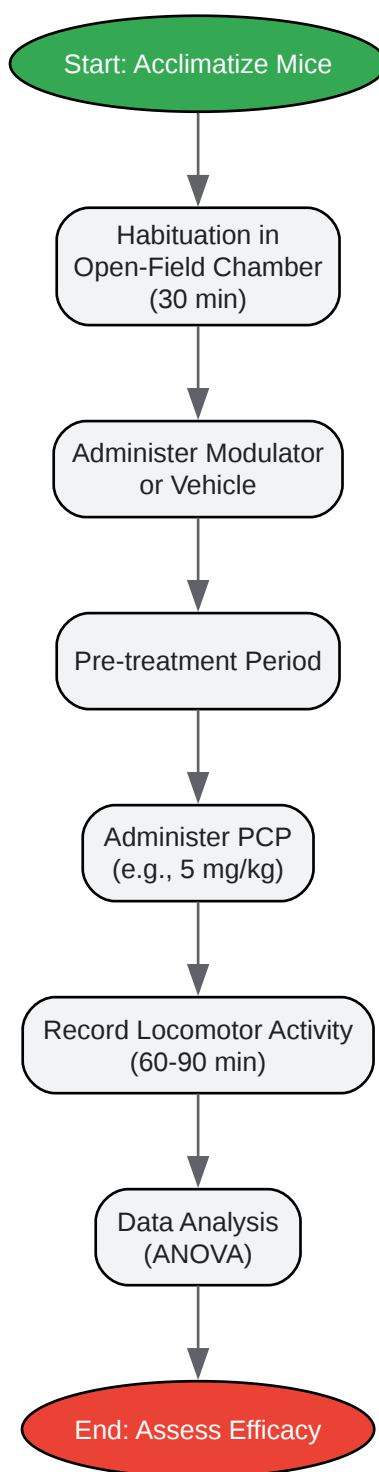 Start: Acclimatize Mice
Habituation in
Open-Field Chamber
(30 min)
Administer Modulator
or Vehicle
Pre-treatment Period
Administer PCP
(e.g., 5 mg/kg)
Record Locomotor Activity
(60-90 min)
Data Analysis
(ANOVA)
End: Assess Efficacy